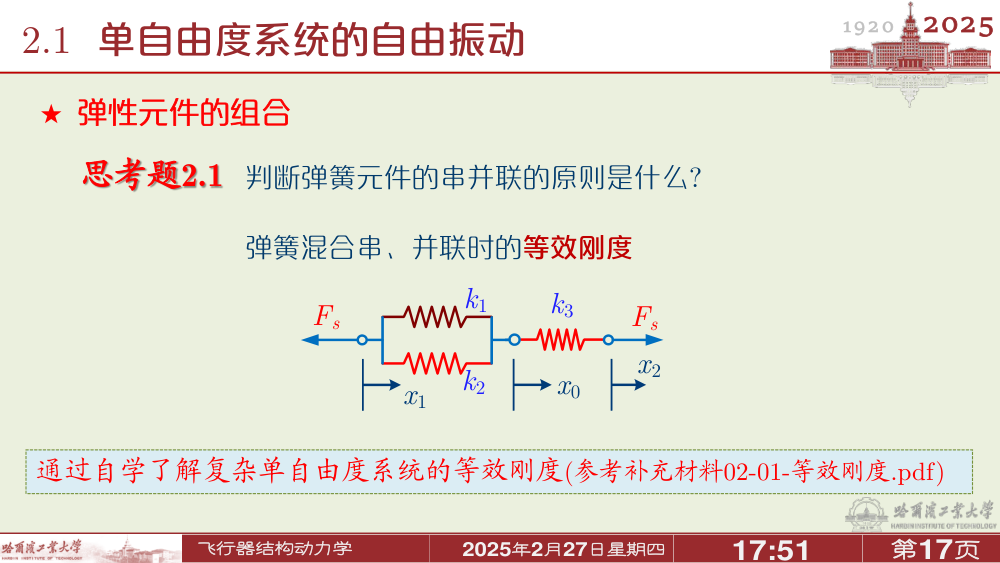 2.1 单自由度系统的自由振动
1920 2025
★ 弹性元件的组合
思考题2.1 判断弹簧元件的串并联的原则是什么?
弹簧混合串、并联时的等效刚度
F_s k_1 k_3 F_s
k_2 x_1 x_0 x_2
通过自学了解复杂单自由度系统的等效刚度(参考补充材料02-01-等效刚度.pdf)
哈尔滨工业大学
HARBIN INSTITUTE OF TECHNOLOGY
哈尔滨工业大学
HARBIN INSTITUTE OF TECHNOLOGY
飞行器结构动力学 2025年2月27日星期四 17:51 第17页